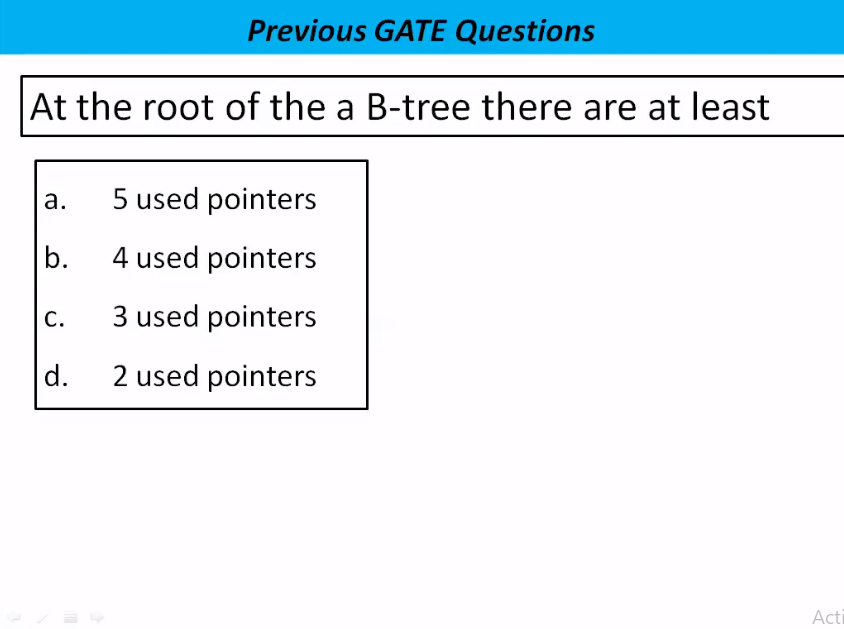 Previous GATE Questions
At the root of the a B-tree there are at least
a. 5 used pointers
b. 4 used pointers
c. 3 used pointers
d. 2 used pointers
Acti